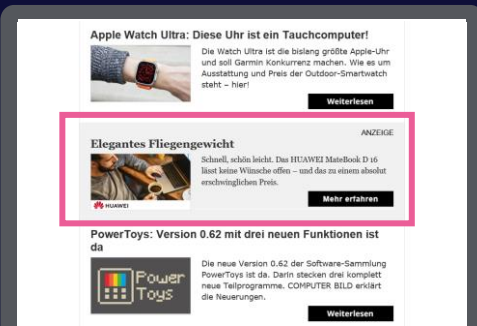 Apple Watch Ultra: Diese Uhr ist ein Tauchcomputer!
Die Watch Ultra ist die bislang größte Apple-Uhr
und soll Garmin Konkurrenz machen. Wie es um
Ausstattung und Preis der Outdoor-Smartwatch
steht – hier!
Weiterlesen
ANZEIGE
Elegantes Fliegengewicht
Schnell, schön leicht. Das HUAWEI MateBook D 16
lässt keine Wünsche offen – und das zu einem absolut
erschwinglichen Preis.
HUAWEI
Mehr erfahren
PowerToys: Version 0.62 mit drei neuen Funktionen ist
da
Die neue Version 0.62 der Software-Sammlung
PowerToys ist da. Darin stecken drei komplett
neue Teilprogramme. COMPUTER BILD erklärt
die Neuerungen.
Power
Toys
Weiterlesen